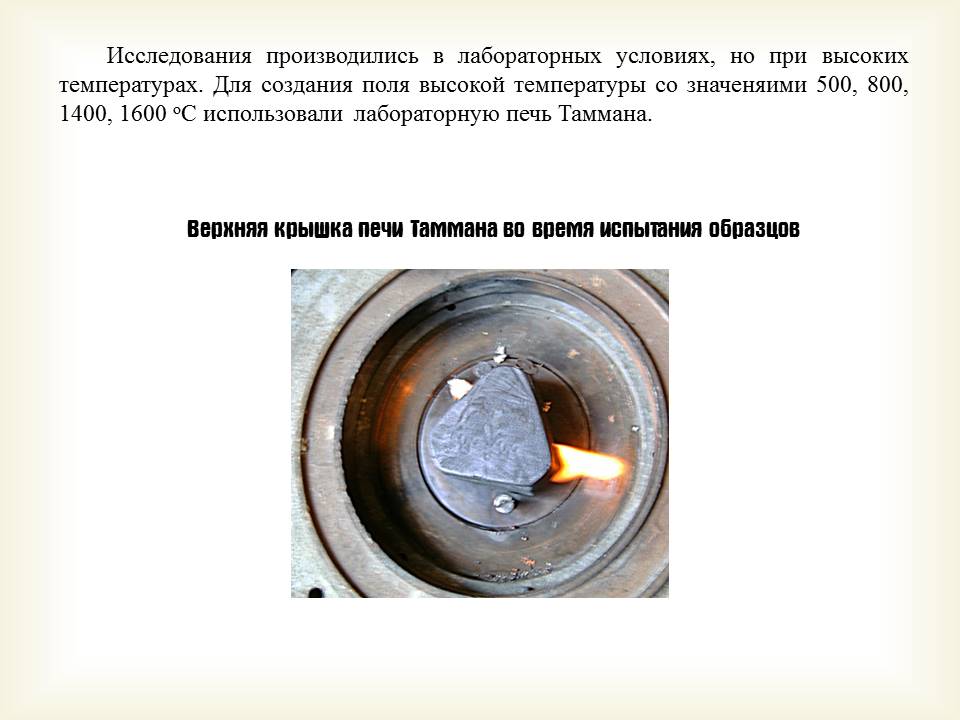 Исследования производились в лабораторных условиях, но при высоких
температурах. Для создания поля высокой температуры со значеняими 500, 800,
1400, 1600 °С использовали лабораторную печь Таммана.
Верхняя крышка печи Таммана во время испытания образцов